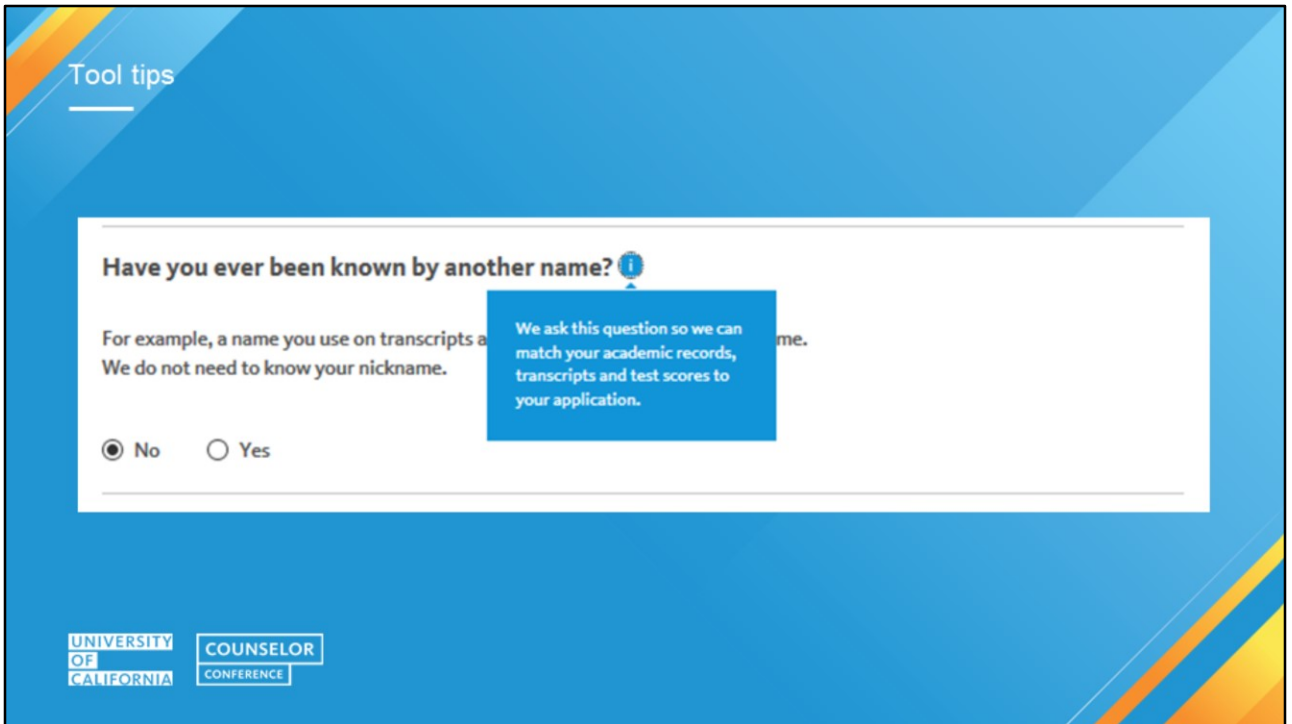 Tool tips
Have you ever been known by another name? i
For example, a name you use on transcripts a me.
We do not need to know your nickname.
We ask this question so we can
match your academic records,
transcripts and test scores to
your application.
No Yes
UNIVERSITY
OF
CALIFORNIA
COUNSELOR
CONFERENCE